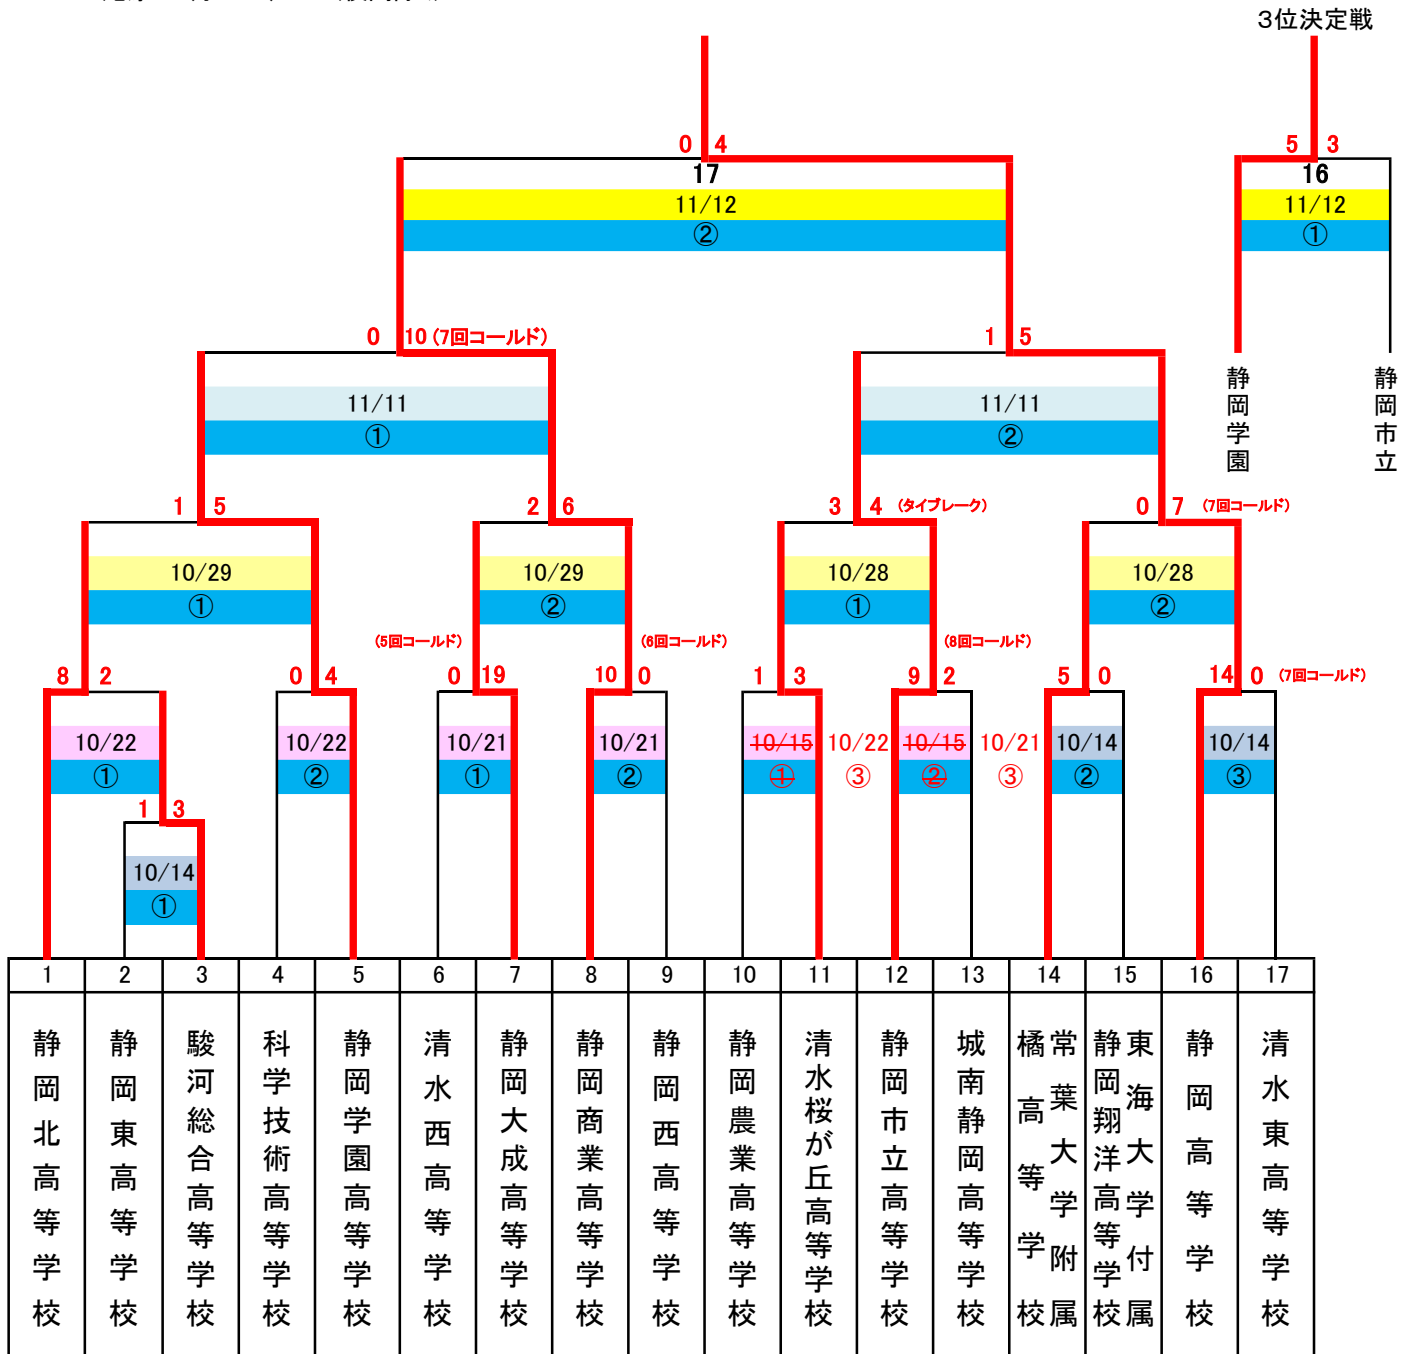 3位決定戦
0 4
5 3
17
16
11/12
11/12
②
①
0 10 (7回コールド)
1 5
静岡学園
静岡市立
11/11
11/11
①
②
1 5
2 6
3 4 (タイブレーク)
0 7 (7回コールド)
10/29
10/29
10/28
10/28
①
②
①
②
(5回コールド)
(6回コールド)
(8回コールド)
8 2
0 4
0 19
10 0
1 3
9 2
5 0
14 0 (7回コールド)
10/22
10/22
10/21
10/21
10/15
10/22
10/15
10/21
10/14
10/14
①
②
①
②
①
③
②
③
②
③
1 3
10/14
①
1 2 3 4 5 6 7 8 9 10 11 12 13 14 15 16 17
静岡北高等学校
静岡東高等学校
駿河総合高等学校
科学技術高等学校
静岡学園高等学校
清水西高等学校
静岡大成高等学校
静岡商業高等学校
静岡西高等学校
静岡農業高等学校
清水桜が丘高等学校
静岡市立高等学校
城南静岡高等学校
常葉大学附属
橘高等学校
東海大学付属
静岡翔洋高等学校
静岡高等学校
清水東高等学校